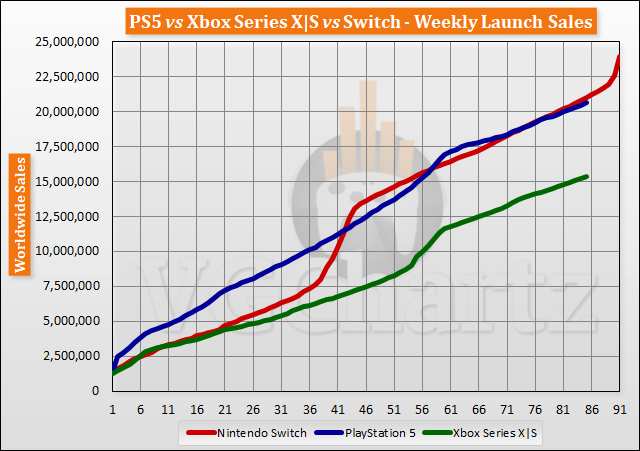 PS5 vs Xbox Series X|S vs Switch - Weekly Launch Sales
25,000,000
22,500,000
20,000,000
17,500,000
15,000,000
12,500,000
10,000,000
7,500,000
5,000,000
2,500,000
0
Worldwide Sales
VGChartz
1 6 11 16 21 26 31 36 41 46 51 56 61 66 71 76 81 86 91
Nintendo Switch PlayStation 5 Xbox Series X|S